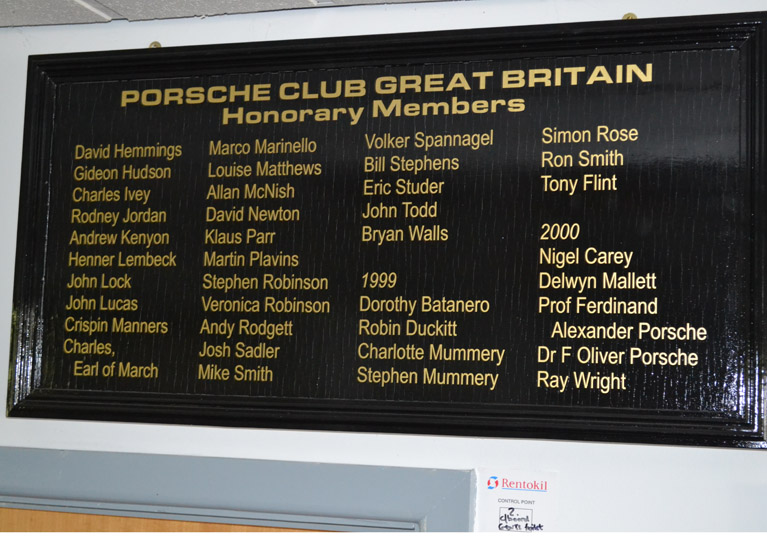 PORSCHE CLUB GREAT BRITAIN
Honorary Members
David Hemmings
Gideon Hudson
Charles Ivey
Rodney Jordan
Andrew Kenyon
Henner Lembeck
John Lock
John Lucas
Crispin Manners
Charles,
Earl of March
Marco Marinello
Louise Matthews
Allan McNish
David Newton
Klaus Parr
Martin Plavins
Stephen Robinson
Veronica Robinson
Andy Rodgett
Josh Sadler
Mike Smith
Volker Spannagel
Bill Stephens
Eric Studer
John Todd
Bryan Walls
1999
Dorothy Batanero
Robin Duckitt
Charlotte Mummery
Stephen Mummery
Simon Rose
Ron Smith
Tony Flint
2000
Nigel Carey
Delwyn Mallett
Prof Ferdinand
Alexander Porsche
Dr F Oliver Porsche
Ray Wright
Rentokil
CONTROL POINT
2.
c/board
toilet